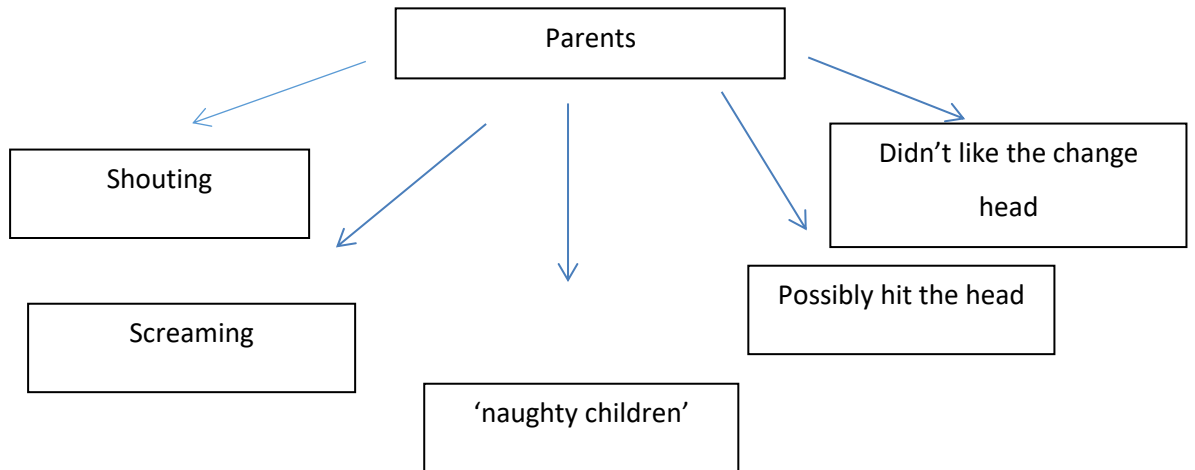 Parents
Shouting
Didn’t like the change
head
Screaming
Possibly hit the head
‘naughty children’